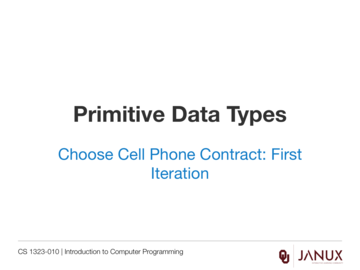 Primitive Data Types
Choose Cell Phone Contract: First
Iteration
CS 1323-010 | Introduction to Computer Programming
JANUX